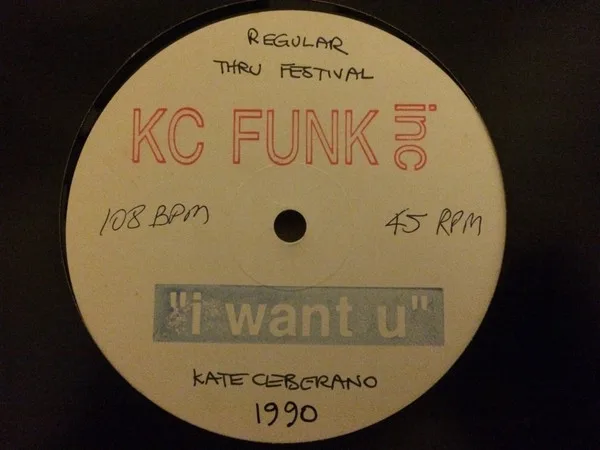 REGULAR
THRU FESTIVAL
KC FUNK inc
108 BPM
45 RPM
"i want u"
KATE CEBERANO
1990